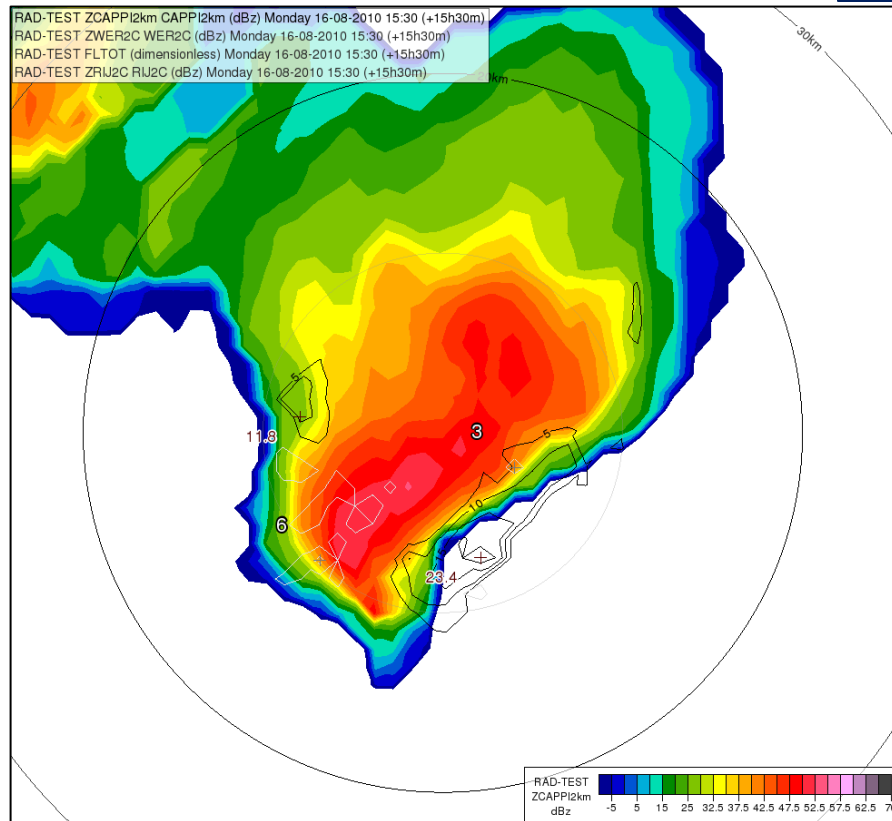 RAD-TEST ZCAPPI2km CAPPI2km (dBz) Monday 16-08-2010 15:30 (+15h30m)
RAD-TEST ZWER2C WER2C (dBz) Monday 16-08-2010 15:30 (+15h30m)
RAD-TEST FLTOT (dimensionless) Monday 16-08-2010 15:30 (+15h30m)
RAD-TEST ZRIJ2C RIJ2C (dBz) Monday 16-08-2010 15:30 (+15h30m)
30km
20km
5
11.8
3
5
10
6
15
23.4
RAD-TEST
ZCAPPI2km
dBz
-5 5 15 25 32.5 37.5 42.5 47.5 52.5 57.5 62.5 70